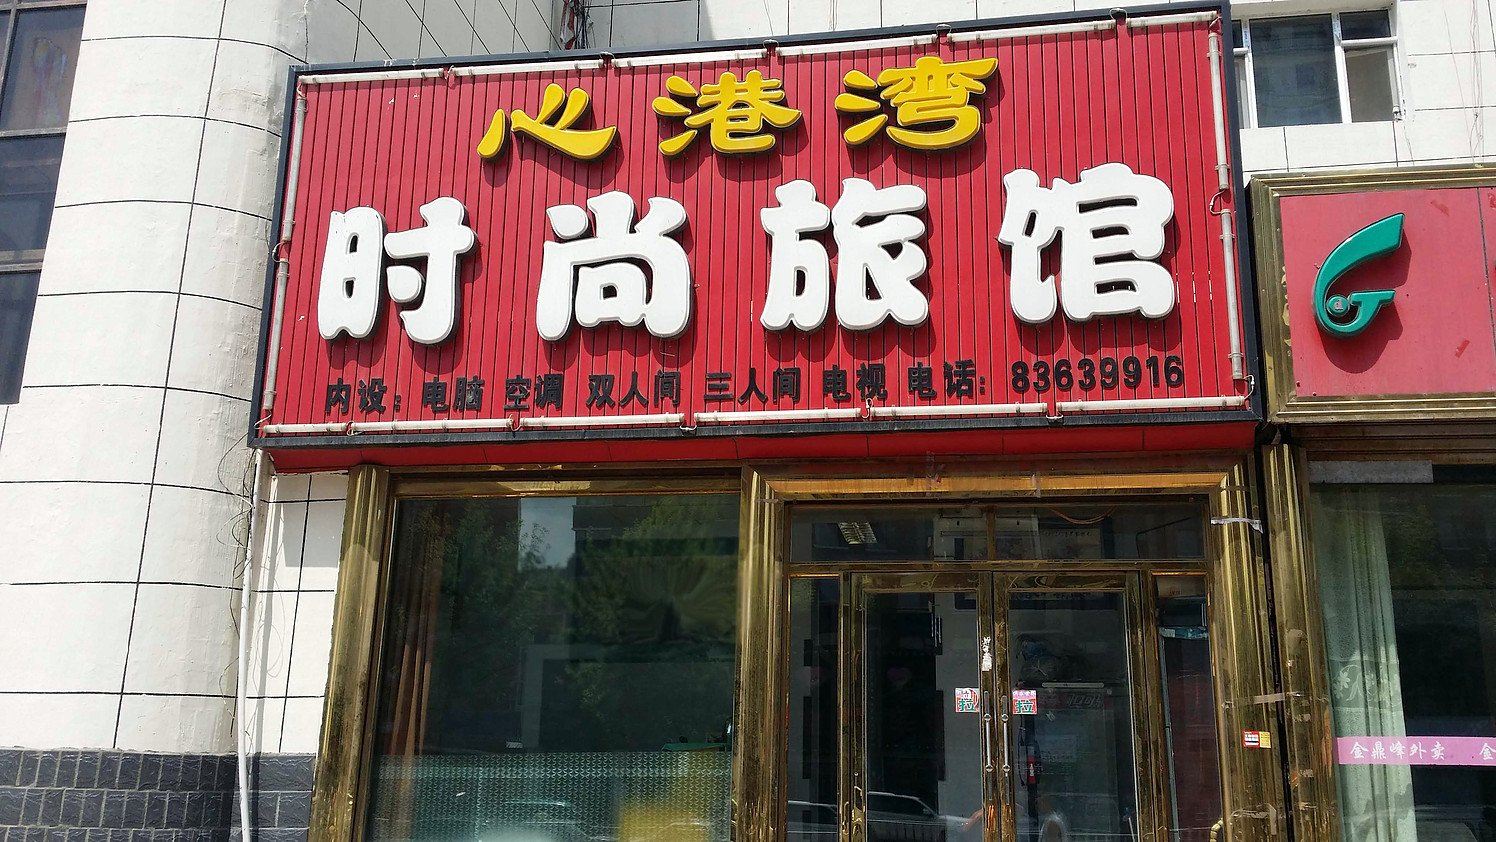 心港湾
时尚旅馆
内设：电脑 空调 双人间 三人间 电视 电话：83639916
拉
拉
金鼎峰外卖 金